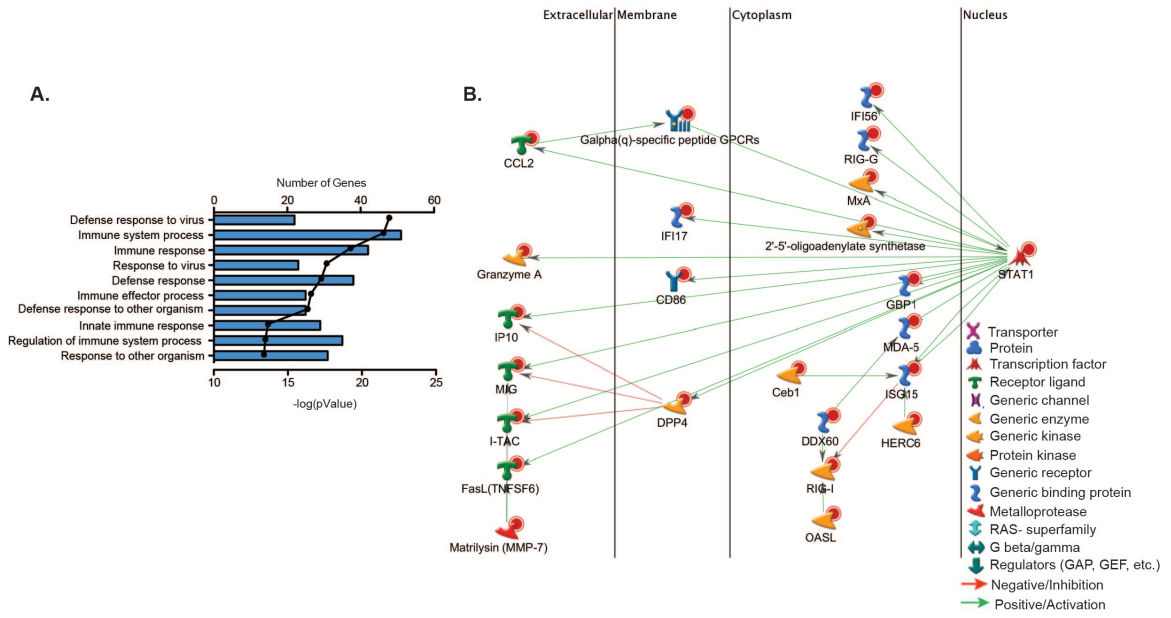 A.
Number of Genes
0 20 40 60
Defense response to virus
Immune system process
Immune response
Response to virus
Defense response
Immune effector process
Defense response to other organism
Innate immune response
Regulation of immune system process
Response to other organism
10 15 20 25
-log(pValue)
B.
Extracellular Membrane Cytoplasm Nucleus
IFI56
Galpha(q)-specific peptide GPCRs
CCL2
RIG-G
MxA
IFI17
2'-5'-oligoadenylate synthetase
Granzyme A
STAT1
CD86
GBP1
IP10
MDA-5
MIG
Ceb1
ISG15
DPP4
I-TAC
DDX60
HERC6
FasL(TNFSF6)
RIG-I
OASL
Matrilysin (MMP-7)
Transporter
Protein
Transcription factor
Receptor ligand
Generic channel
Generic enzyme
Generic kinase
Protein kinase
Generic receptor
Generic binding protein
Metalloprotease
RAS- superfamily
G beta/gamma
Regulators (GAP, GEF, etc.)
Negative/Inhibition
Positive/Activation